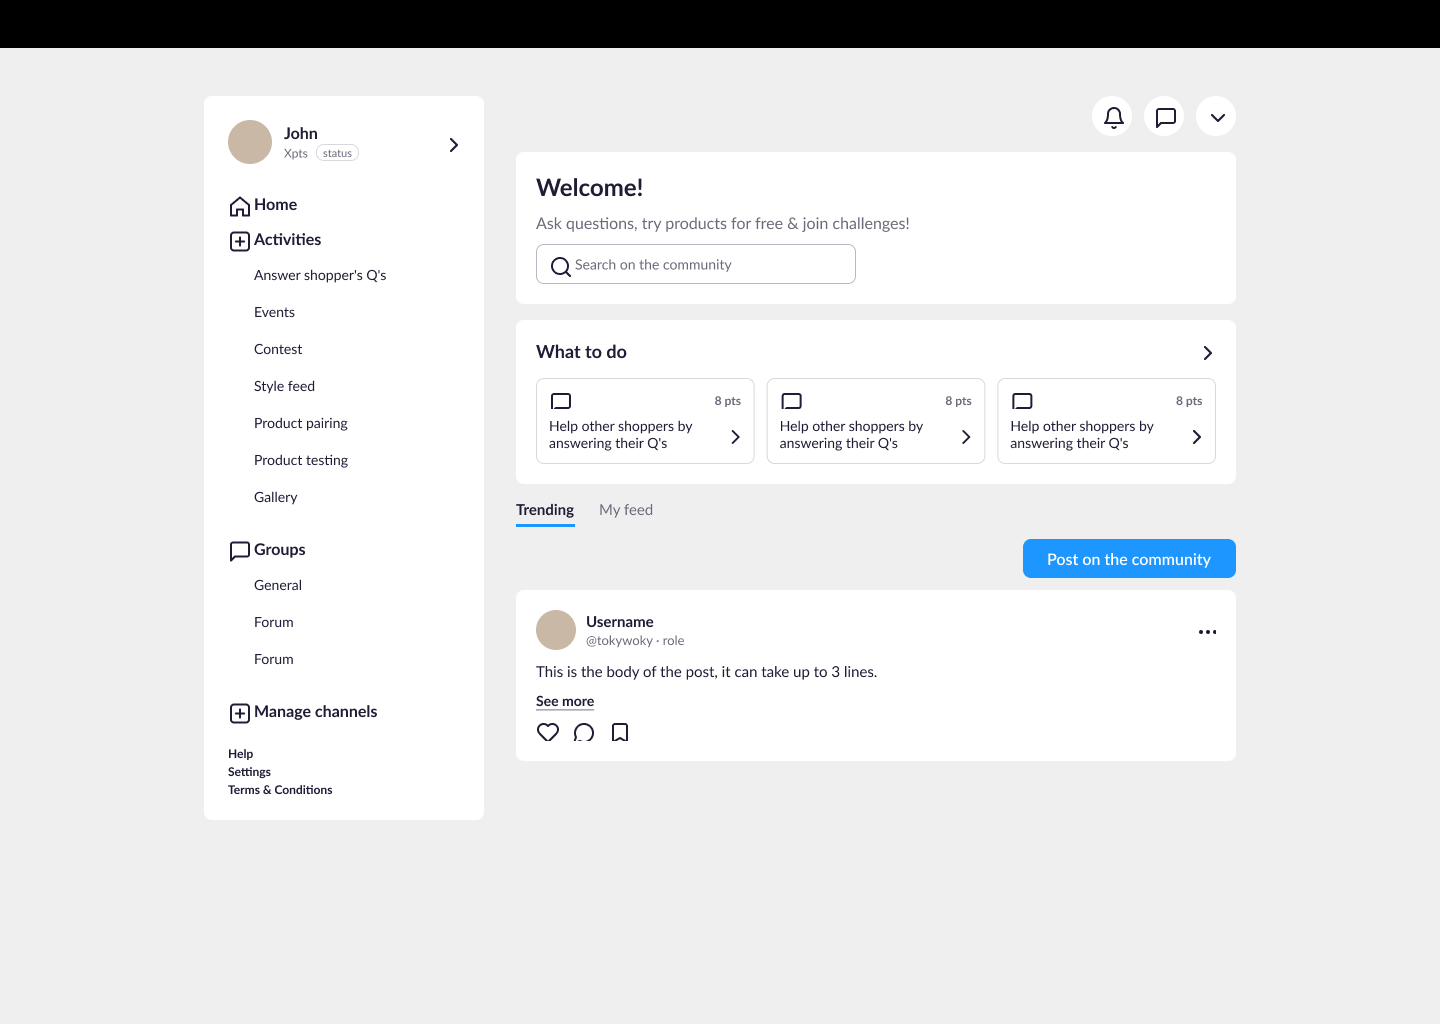 John
Xpts status
Home
Activities
Answer shopper's Q's
Events
Contest
Style feed
Product pairing
Product testing
Gallery
Groups
General
Forum
Forum
Manage channels
Help
Settings
Terms & Conditions
Welcome!
Ask questions, try products for free & join challenges!
Search on the community
What to do
8 pts
Help other shoppers by
answering their Q's
8 pts
Help other shoppers by
answering their Q's
8 pts
Help other shoppers by
answering their Q's
Trending My feed
Post on the community
Username
@tokywoky · role
This is the body of the post, it can take up to 3 lines.
See more